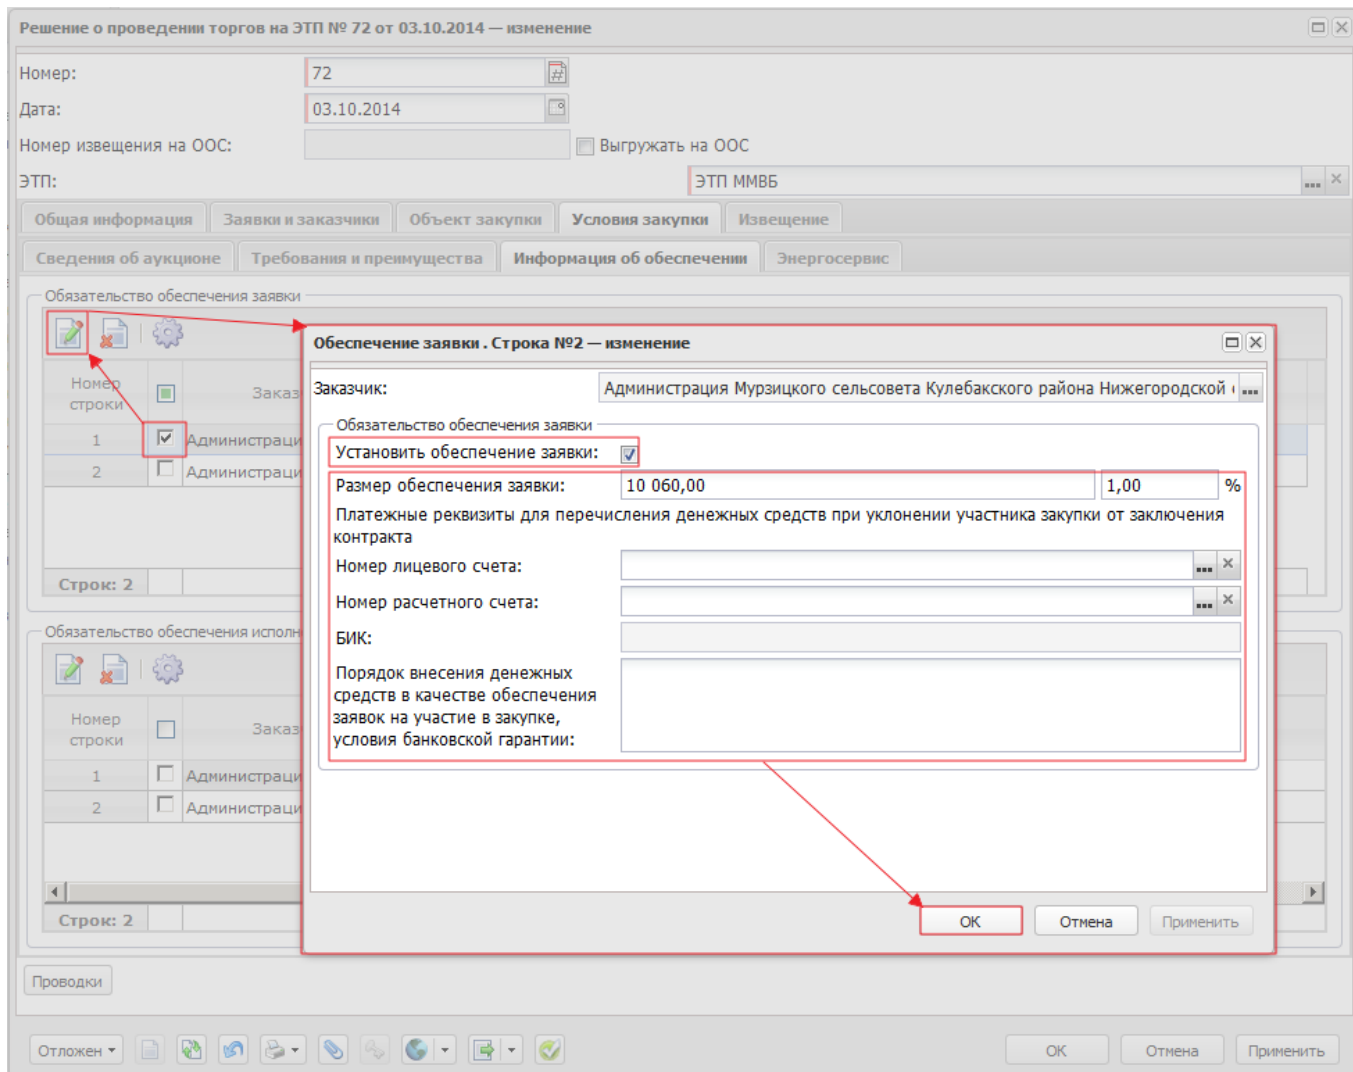 Решение о проведении торгов на ЭТП № 72 от 03.10.2014 — изменение
Номер:
72
Дата:
03.10.2014
Номер извещения на ООС:
Выгружать на ООС
ЭТП:
ЭТП ММВБ
Общая информация
Заявки и заказчики
Объект закупки
Условия закупки
Извещение
Сведения об аукционе
Требования и преимущества
Информация об обеспечении
Энергосервис
Обязательство обеспечения заявки
Номер строки
Заказ
1
Администраци
2
Администраци
Строк: 2
Обеспечение заявки . Строка №2 — изменение
Заказчик:
Администрация Мурзицкого сельсовета Кулебакского района Нижегородской
Обязательство обеспечения заявки
Установить обеспечение заявки:
Размер обеспечения заявки:
10 060,00
1,00
%
Платежные реквизиты для перечисления денежных средств при уклонении участника закупки от заключения
контракта
Номер лицевого счета:
Номер расчетного счета:
БИК:
Порядок внесения денежных
средств в качестве обеспечения
заявок на участие в закупке,
условия банковской гарантии:
ОК
Отмена
Применить
Обязательство обеспечения исполн
Номер строки
Заказ
1
Администраци
2
Администраци
Строк: 2
Проводки
Отложен
ОК
Отмена
Применить